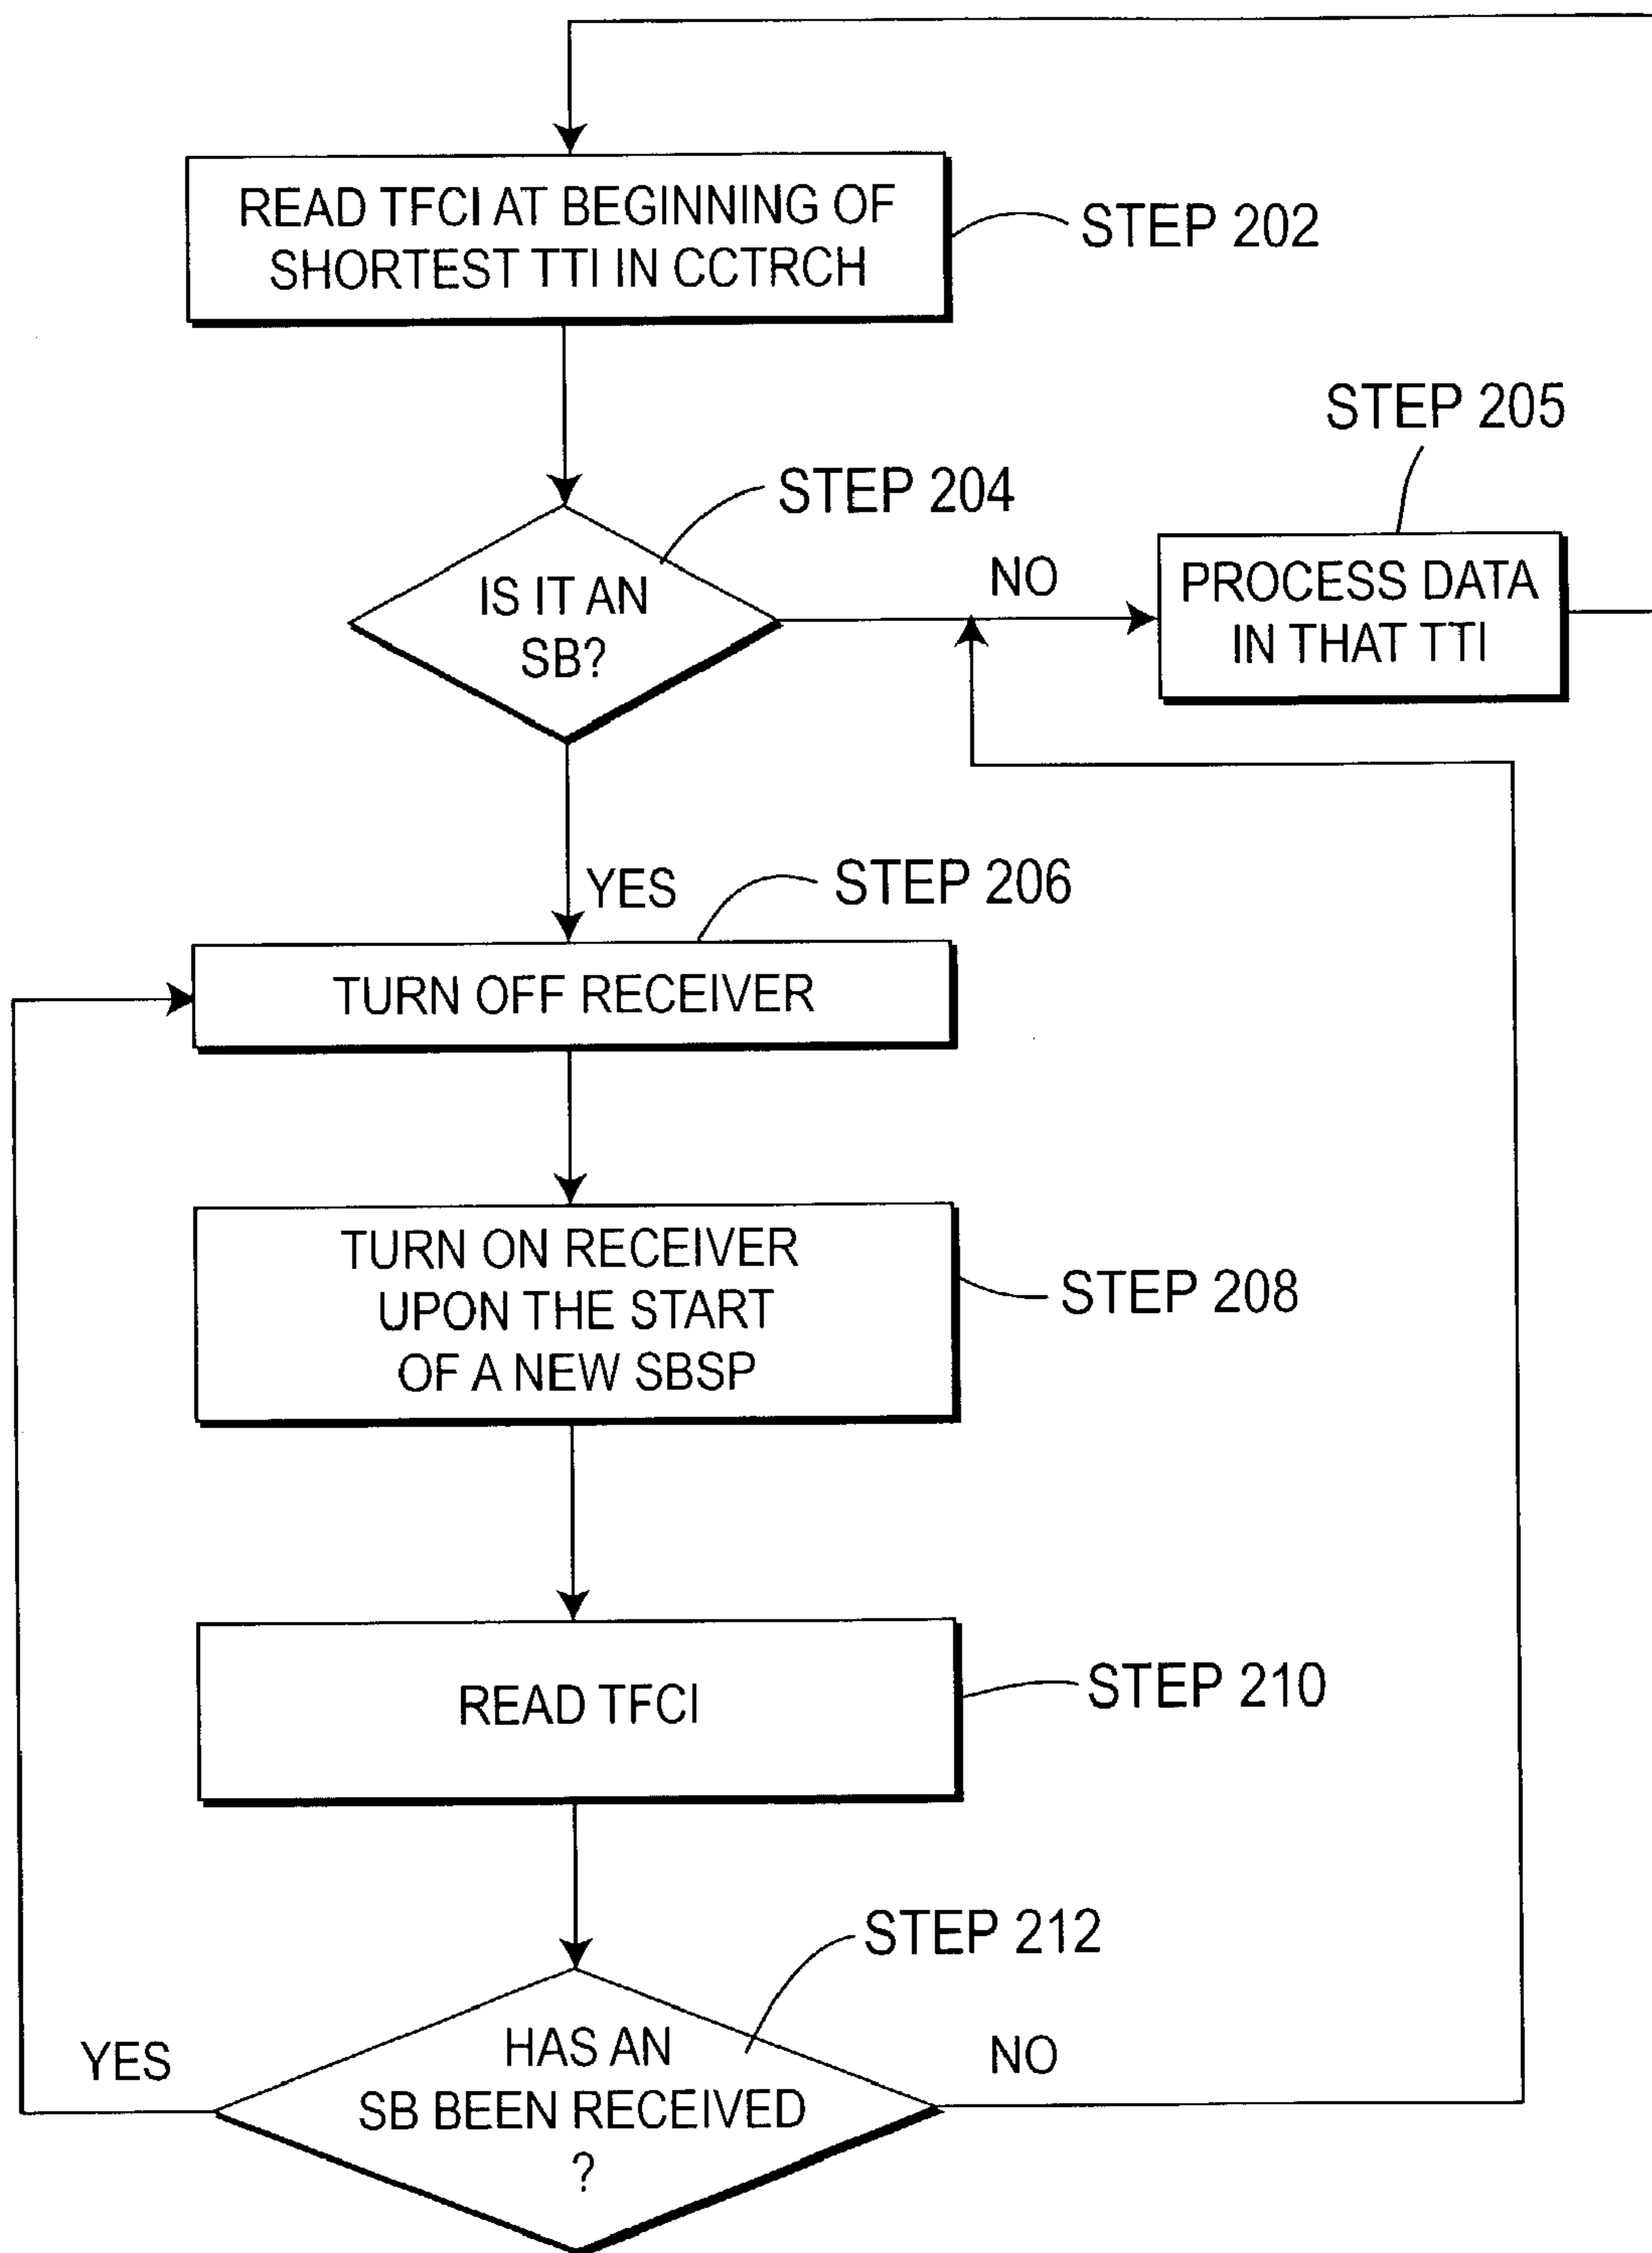 READ TFCI AT BEGINNING OF
SHORTEST TTI IN CCTRCH
STEP 202
STEP 205
STEP 204
NO
PROCESS DATA
IN THAT TTI
IS IT AN
SB?
YES
STEP 206
TURN OFF RECEIVER
TURN ON RECEIVER
UPON THE START
OF A NEW SBSP
STEP 208
READ TFCI
STEP 210
STEP 212
YES
HAS AN
SB BEEN RECEIVED
?
NO